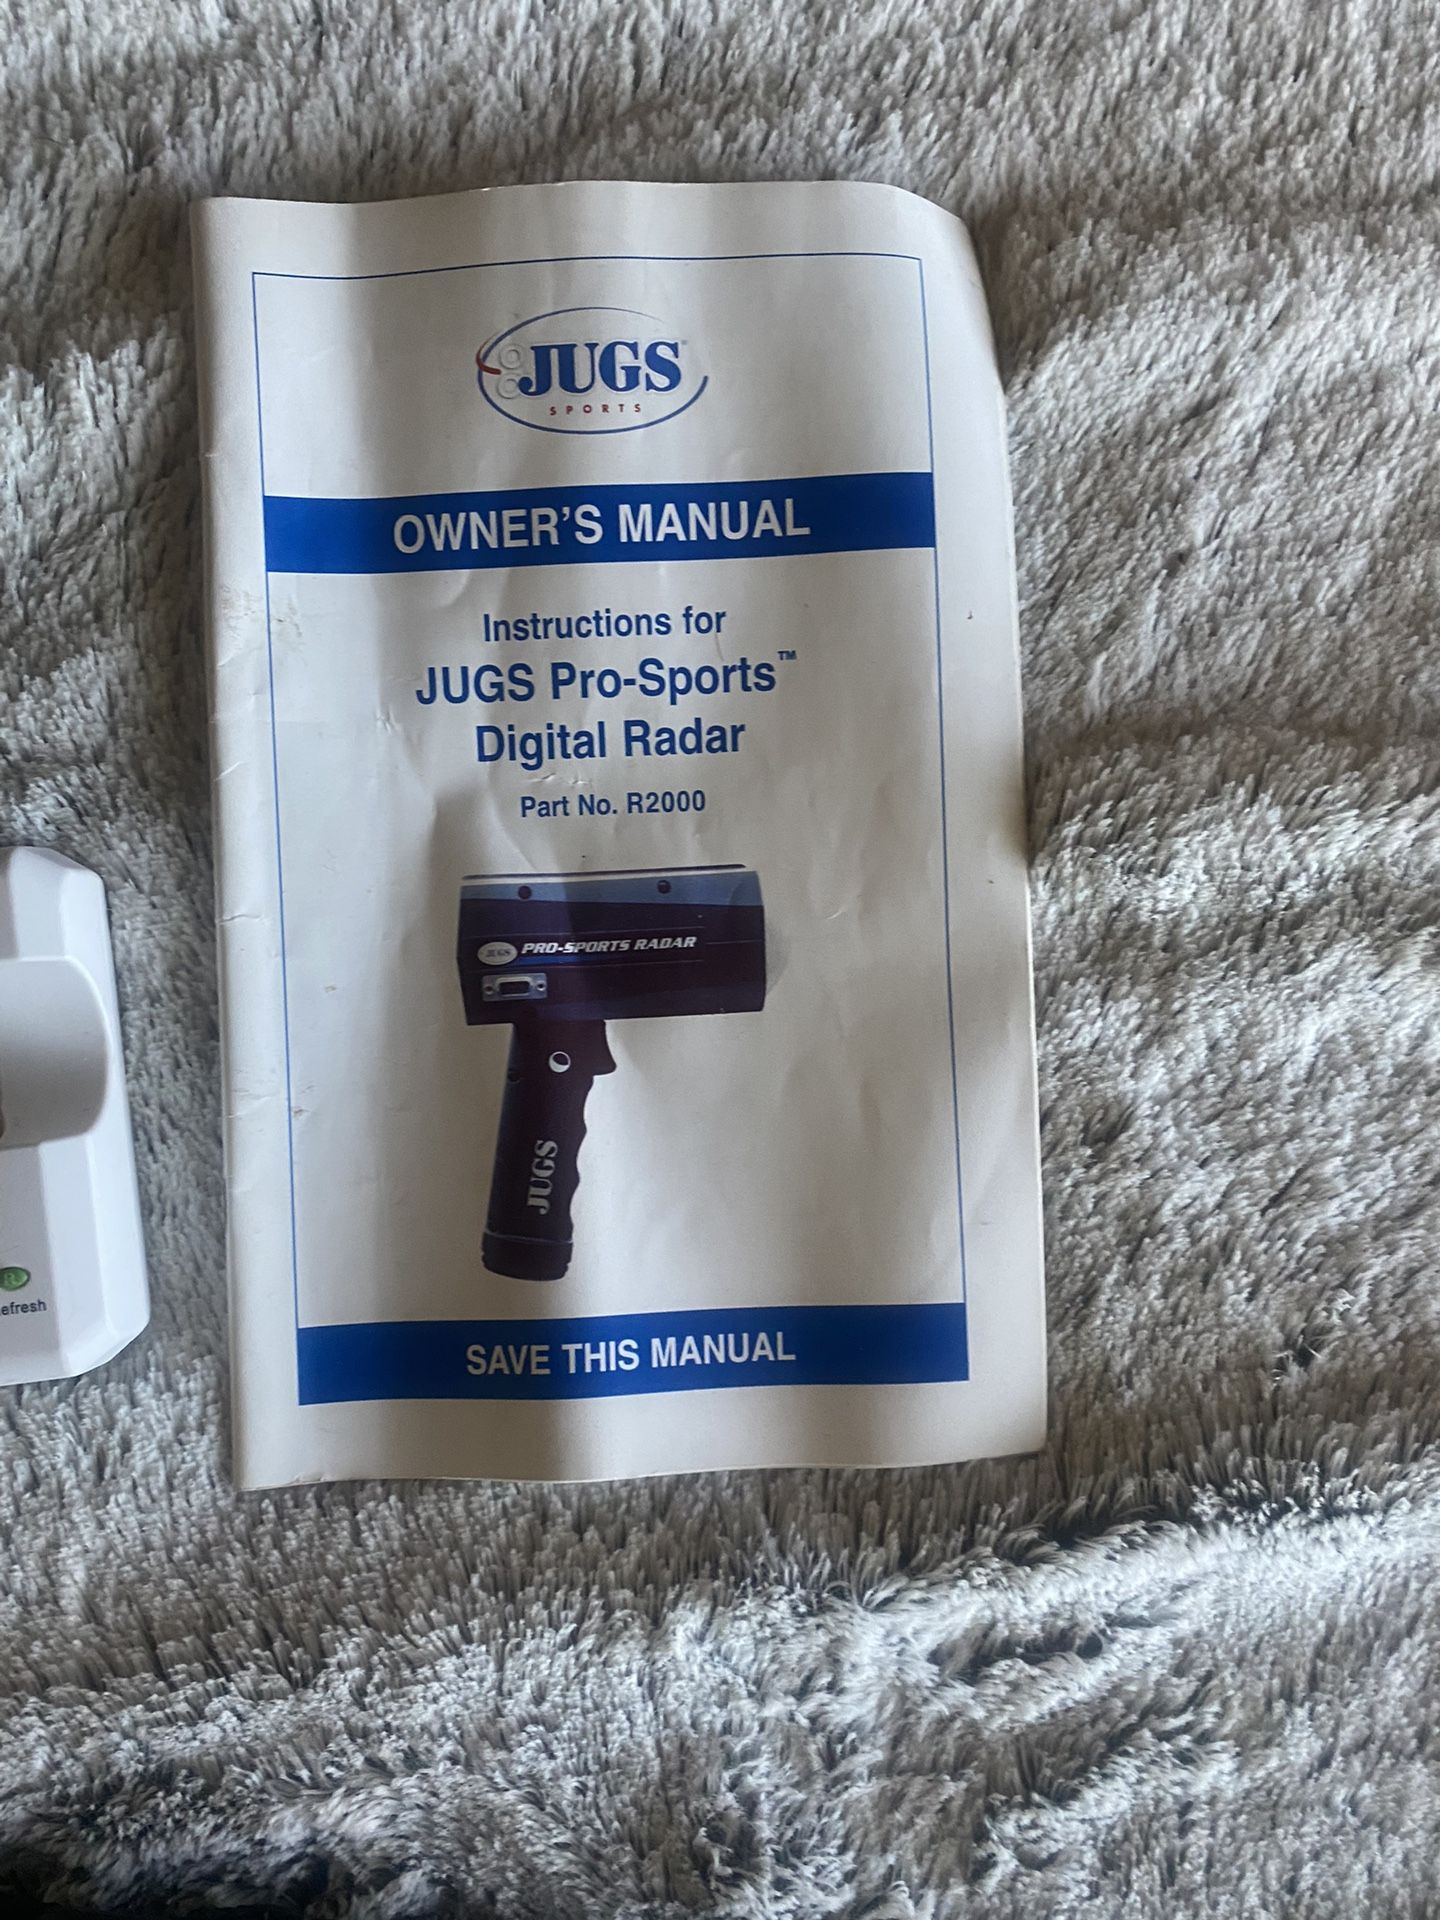 JUGS
SPORTS
OWNER'S MANUAL
Instructions for
JUGS Pro-Sports™
Digital Radar
Part No. R2000
JUGS PRO-SPORTS RADAR
JUGS
SAVE THIS MANUAL
efresh